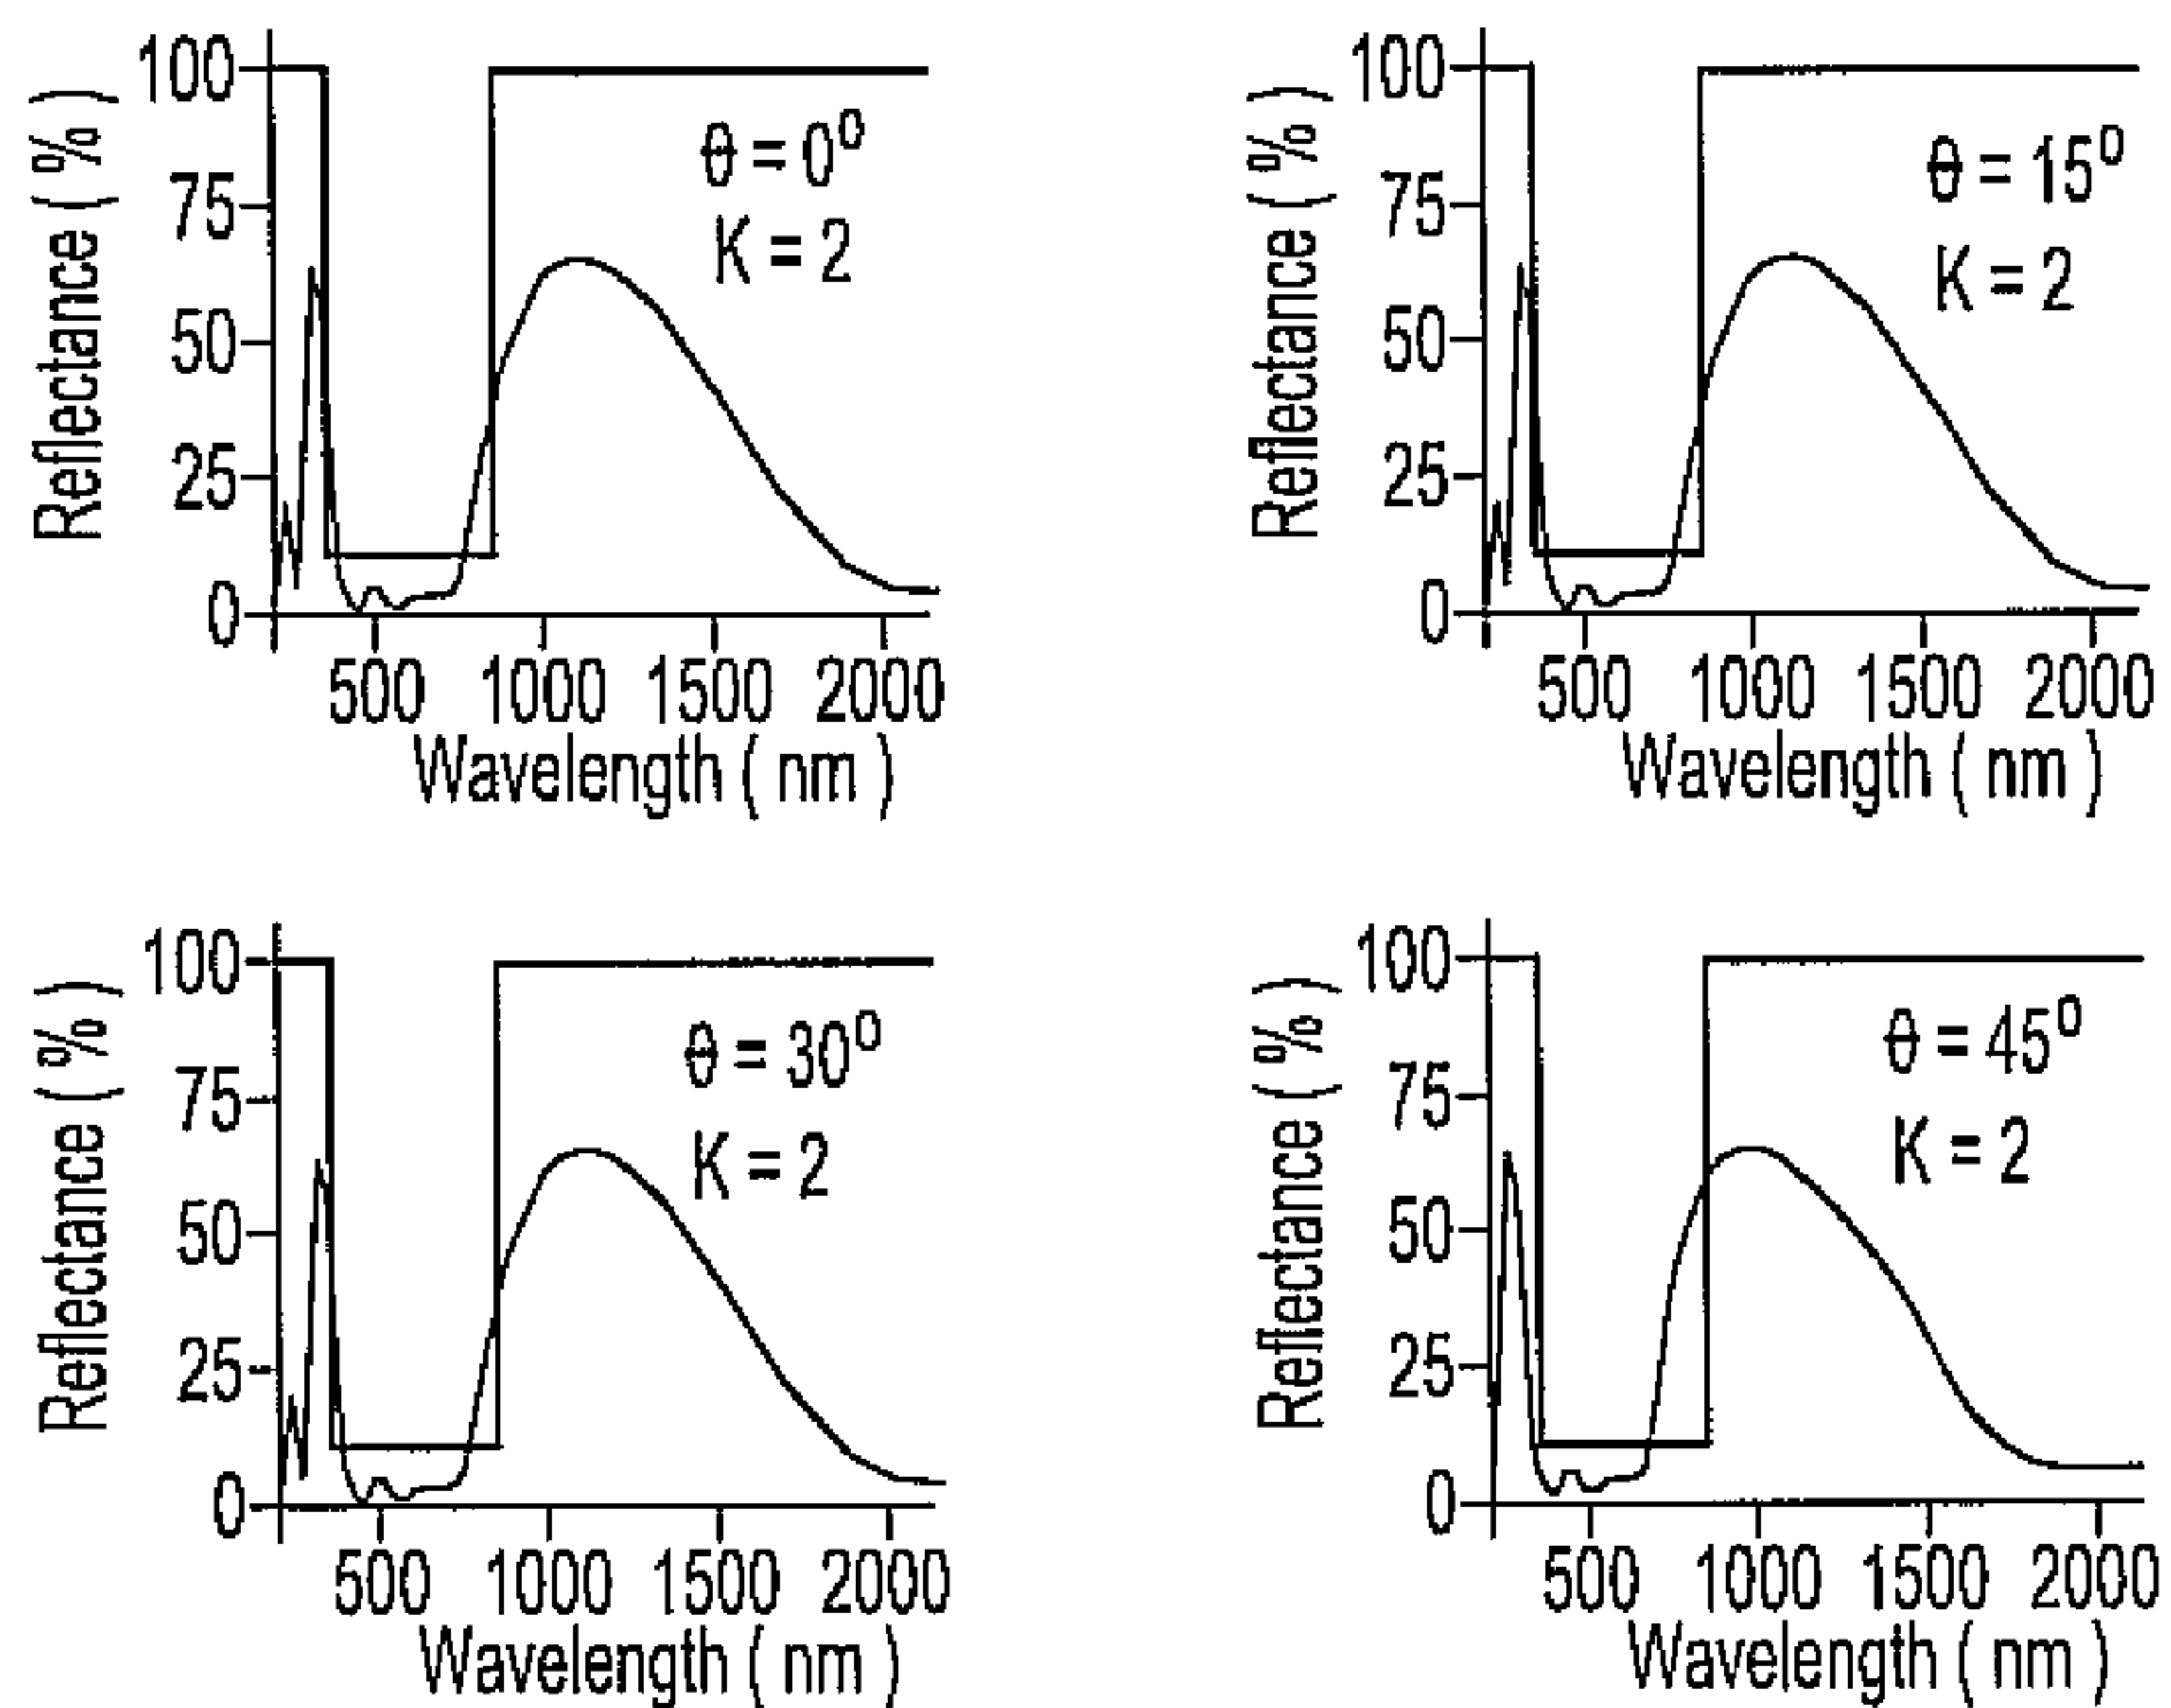 Reflectance ( % )
100
75
50
25
0
θ = 0°
K = 2
500 1000 1500 2000
Wavelength ( nm )
Reflectance ( % )
100
75
50
25
0
θ = 15°
K = 2
500 1000 1500 2000
Wavelength ( nm )
Reflectance ( % )
100
75
50
25
0
θ = 30°
K = 2
500 1000 1500 2000
Wavelength ( nm )
Reflectance ( % )
100
75
50
25
0
θ = 45°
K = 2
500 1000 1500 2000
Wavelength ( nm )